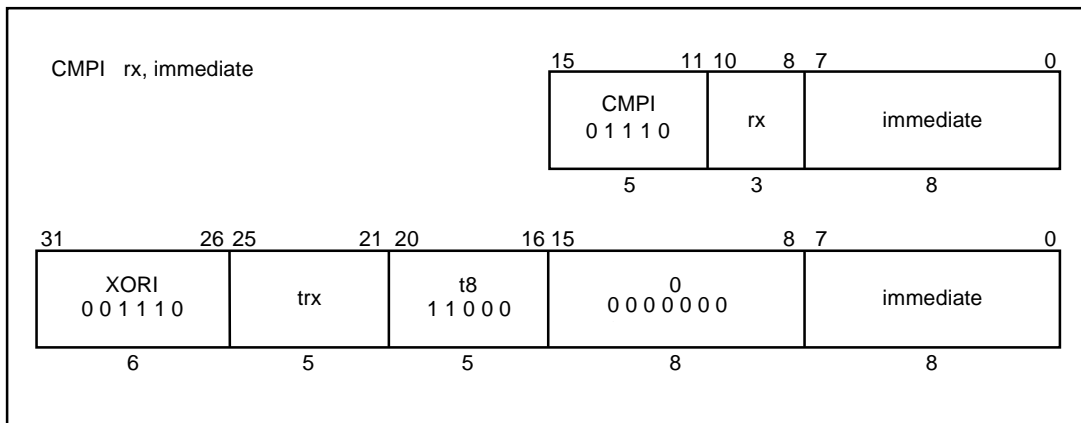 CMPI rx, immediate
15 11 10 8 7 0
CMPI rx immediate
0 1 1 1 0
5 3 8
31 26 25 21 20 16 15 8 7 0
XORI trx t8 0 immediate
0 0 1 1 1 0 1 1 0 0 0 0 0 0 0 0 0 0
6 5 5 8 8